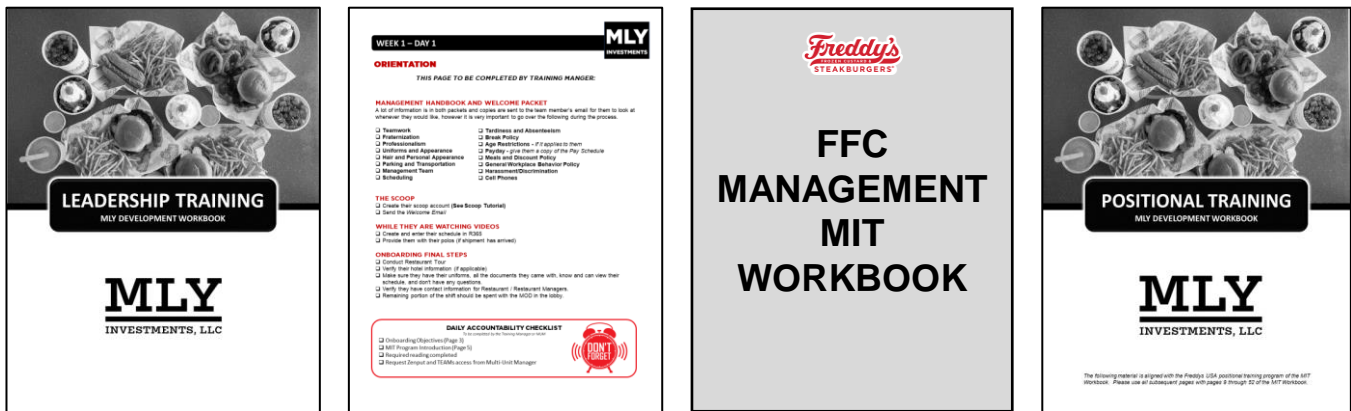 LEADERSHIP TRAINING
MLY DEVELOPMENT WORKBOOK
MLY
INVESTMENTS, LLC
WEEK 1 – DAY 1
MLY
INVESTMENTS
ORIENTATION
THIS PAGE TO BE COMPLETED BY TRAINING MANGER:
MANAGEMENT HANDBOOK AND WELCOME PACKET
A lot of information is in both packets and copies are sent to the team member's email for them to look at
whenever they would like, however it is very important to go over the following during the process.
❑ Teamwork
❑ Fraternization
❑ Professionalism
❑ Uniforms and Appearance
❑ Hair and Personal Appearance
❑ Parking and Transportation
❑ Management Team
❑ Scheduling
❑ Tardiness and Absenteeism
❑ Break Policy
❑ Age Restrictions – if it applies to them
❑ Payday – give them a copy of the Pay Schedule
❑ Meals and Discount Policy
❑ General Workplace Behavior Policy
❑ Harassment/Discrimination
❑ Cell Phones
THE SCOOP
❑ Create their scoop account (See Scoop Tutorial)
❑ Send the Welcome Email
WHILE THEY ARE WATCHING VIDEOS
❑ Create and enter their schedule in R365
❑ Provide them with their polos (if shipment has arrived)
ONBOARDING FINAL STEPS
❑ Conduct Restaurant Tour
❑ Verify their hotel information (if applicable)
❑ Make sure they have their uniforms, all the documents they came with, know and can view their
schedule, and don't have any questions.
❑ Verify they have contact information for Restaurant / Restaurant Managers.
❑ Remaining portion of the shift should be spent with the MOD in the lobby.
DAILY ACCOUNTABILITY CHECKLIST
To be completed by the Training Manager or MUM
❑ Onboarding Objectives (Page 3)
❑ MIT Program Introduction (Page 5)
❑ Required reading completed
❑ Request Zenput and TEAMs access from Multi-Unit Manager
DON'T
FORGET
Freddy's
FROZEN CUSTARD &
STEAKBURGERS®
FFC
MANAGEMENT
MIT
WORKBOOK
POSITIONAL TRAINING
MLY DEVELOPMENT WORKBOOK
MLY
INVESTMENTS, LLC
The following material is aligned with the Freddys USA positional training program of the MIT
Workbook. Please use all subsequent pages with pages 9 through 52 of the MIT Workbook.